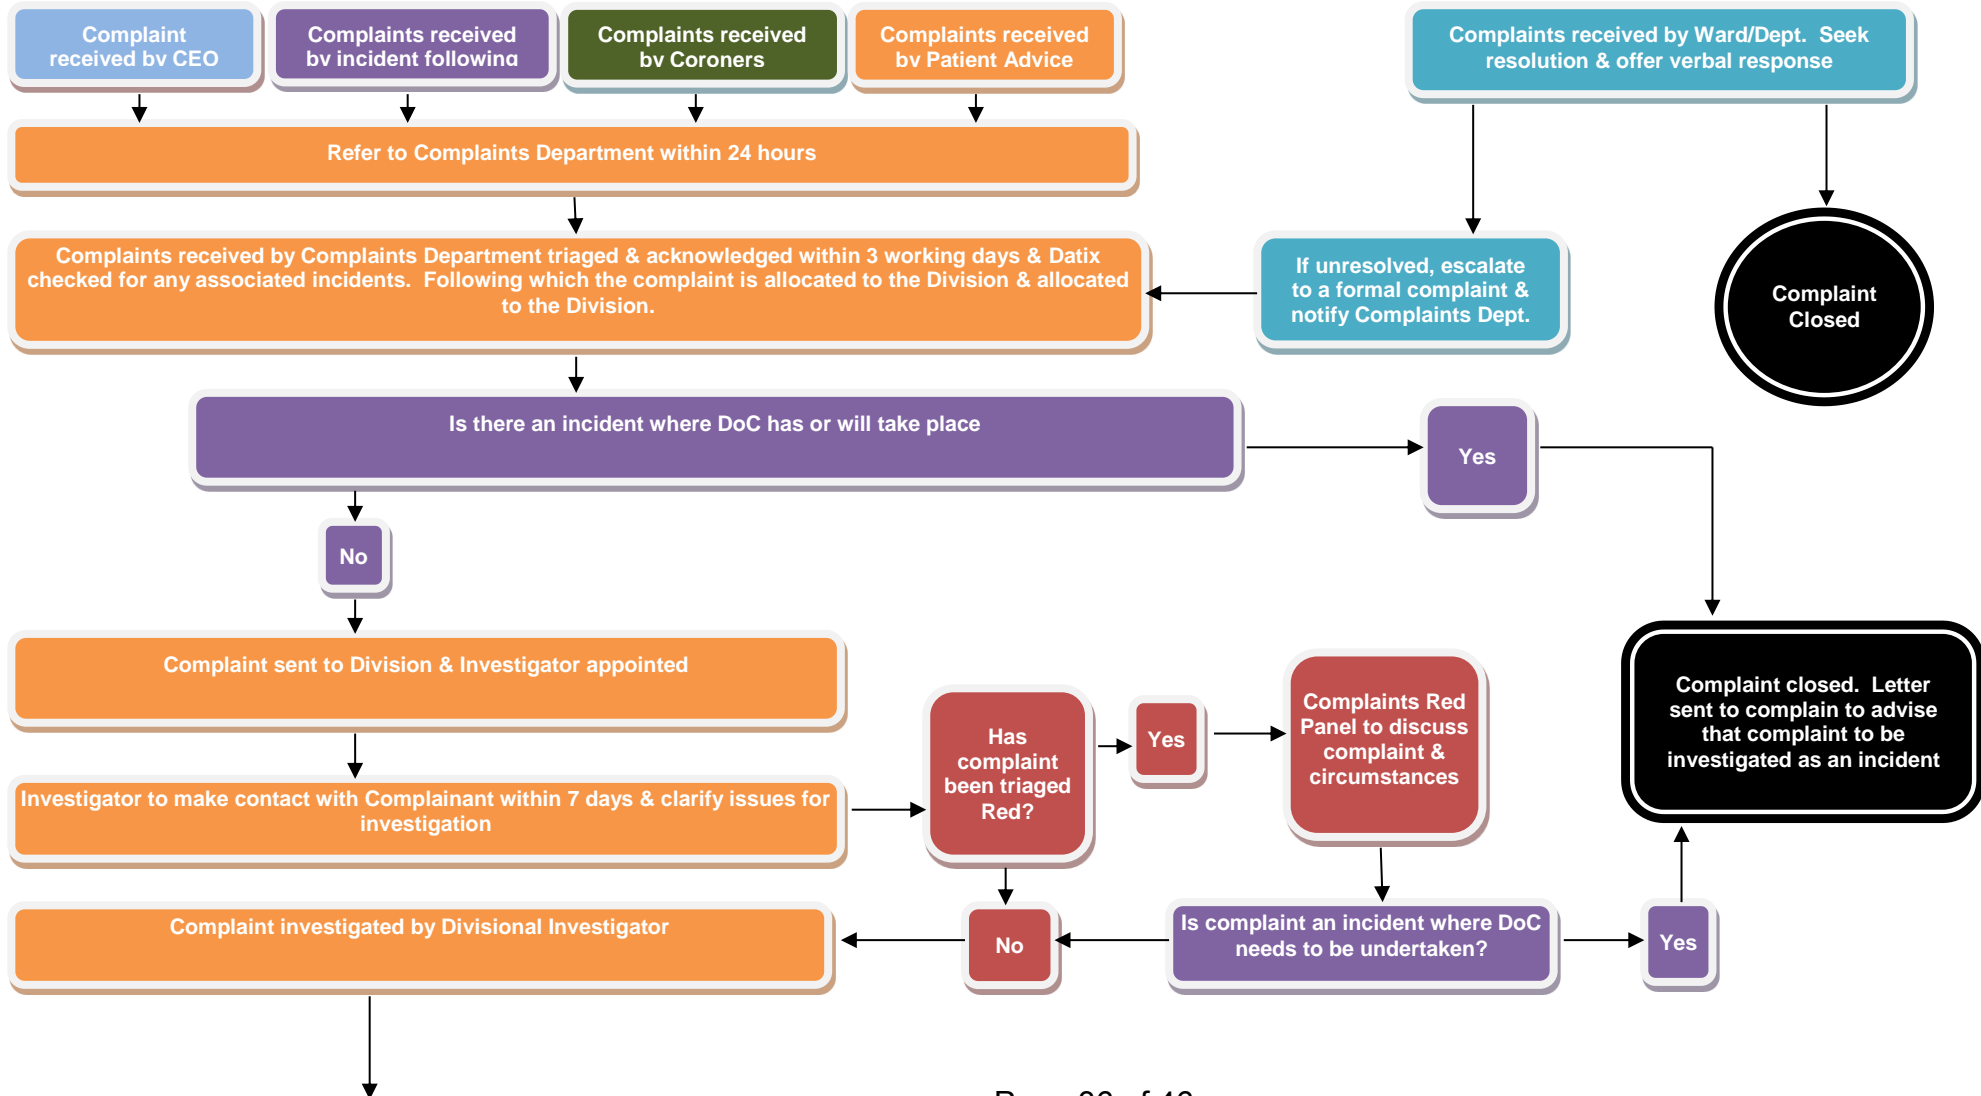 Complaint
received by CEO
Complaints received
by incident following
Complaints received
by Coroners
Complaints received
by Patient Advice
Complaints received by Ward/Dept. Seek
resolution & offer verbal response
Refer to Complaints Department within 24 hours
Complaints received by Complaints Department triaged & acknowledged within 3 working days & Datix
checked for any associated incidents. Following which the complaint is allocated to the Division & allocated
to the Division.
If unresolved, escalate
to a formal complaint &
notify Complaints Dept.
Complaint
Closed
Is there an incident where DoC has or will take place
Yes
No
Complaint sent to Division & Investigator appointed
Has
complaint
been triaged
Red?
Yes
Complaints Red
Panel to discuss
complaint &
circumstances
Complaint closed. Letter
sent to complain to advise
that complaint to be
investigated as an incident
Investigator to make contact with Complainant within 7 days & clarify issues for
investigation
Complaint investigated by Divisional Investigator
No
Is complaint an incident where DoC
needs to be undertaken?
Yes